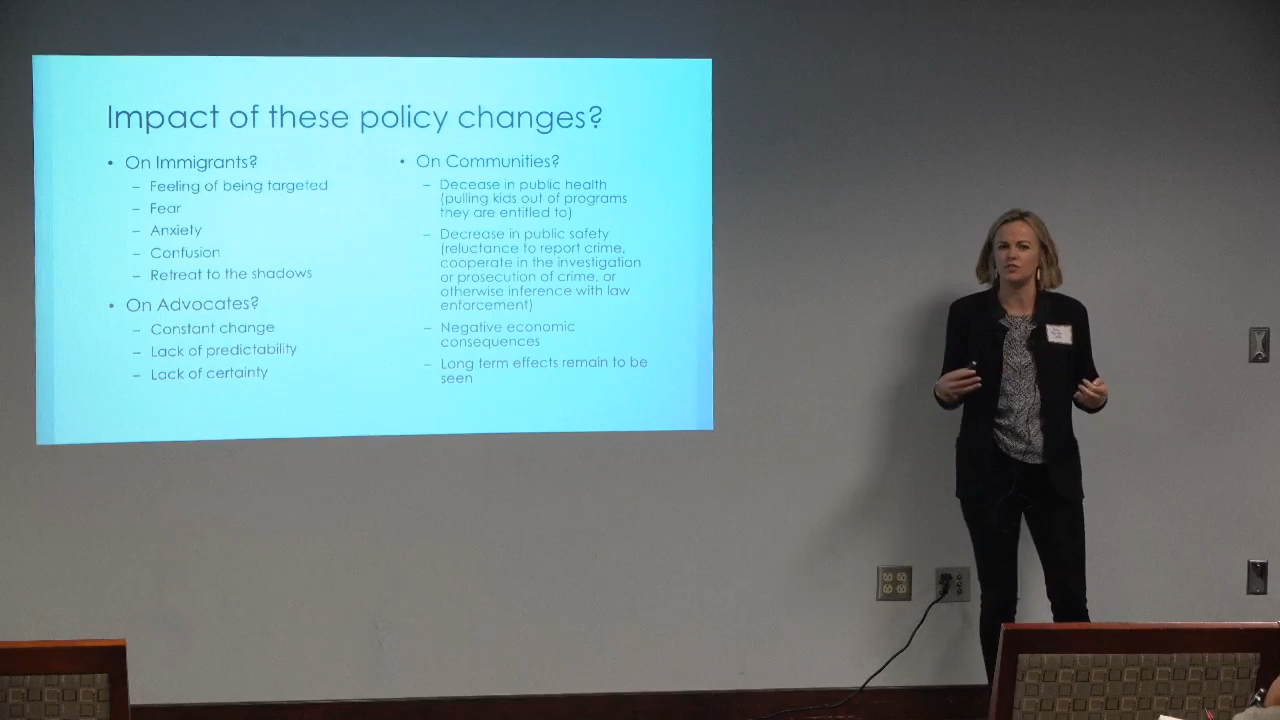 Impact of these policy changes?
• On Immigrants?
– Feeling of being targeted
– Fear
– Anxiety
– Confusion
– Retreat to the shadows
• On Advocates?
– Constant change
– Lack of predictability
– Lack of certainty
• On Communities?
– Decease in public health
(pulling kids out of programs
they are entitled to)
– Decrease in public safety
(reluctance to report crime,
cooperate in the investigation
or prosecution of crime, or
otherwise inference with law
enforcement)
– Negative economic
consequences
– Long term effects remain to be
seen